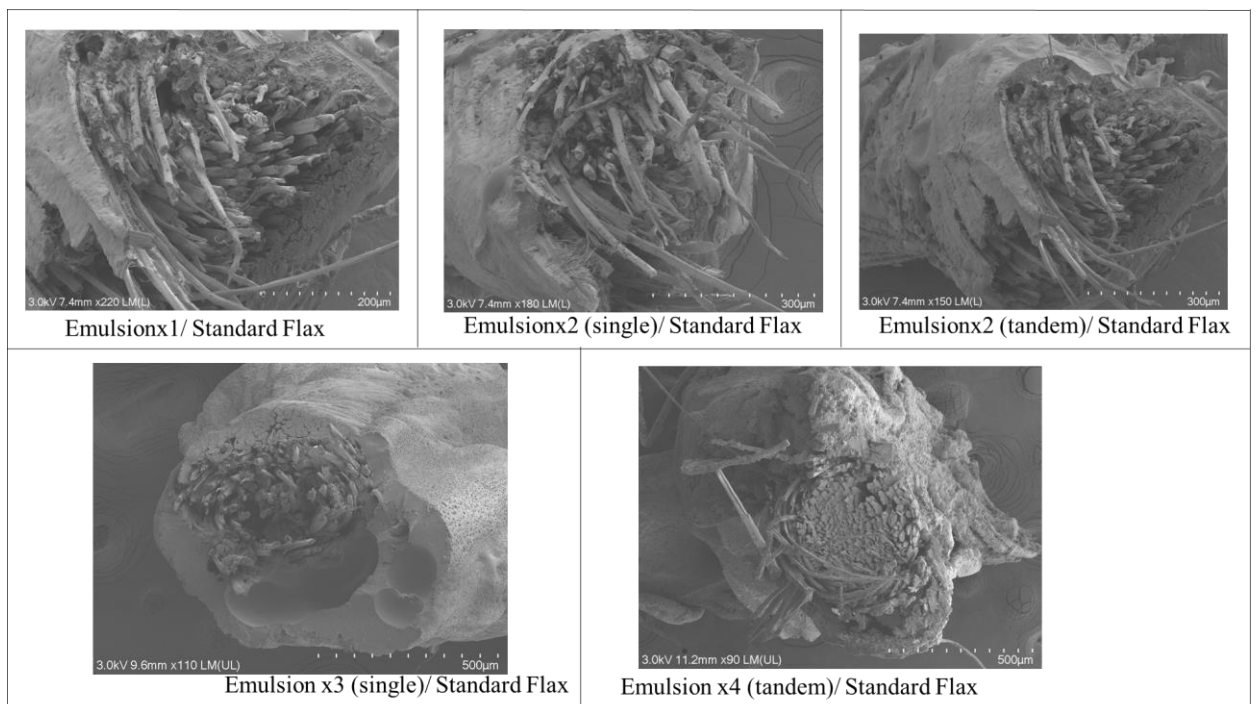 3.0kV 7.4mm x220 LM(L) 200μm
Emulsionx1/ Standard Flax
3.0kV 7.4mm x180 LM(L) 300μm
Emulsionx2 (single)/ Standard Flax
3.0kV 7.4mm x150 LM(L) 300μm
Emulsionx2 (tandem)/ Standard Flax
3.0kV 9.6mm x110 LM(UL) 500μm
Emulsion x3 (single)/ Standard Flax
3.0kV 11.2mm x90 LM(UL) 500μm
Emulsion x4 (tandem)/ Standard Flax